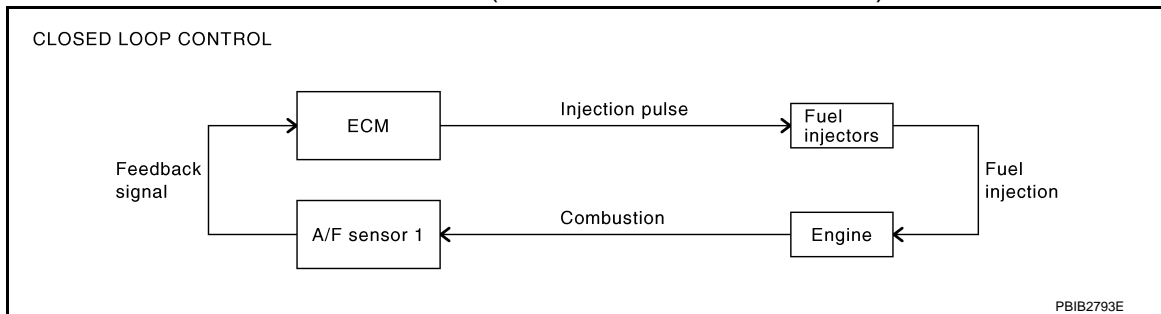 CLOSED LOOP CONTROL
ECM
Injection pulse
Fuel
injectors
Feedback
signal
Fuel
injection
A/F sensor 1
Combustion
Engine
PBIB2793E